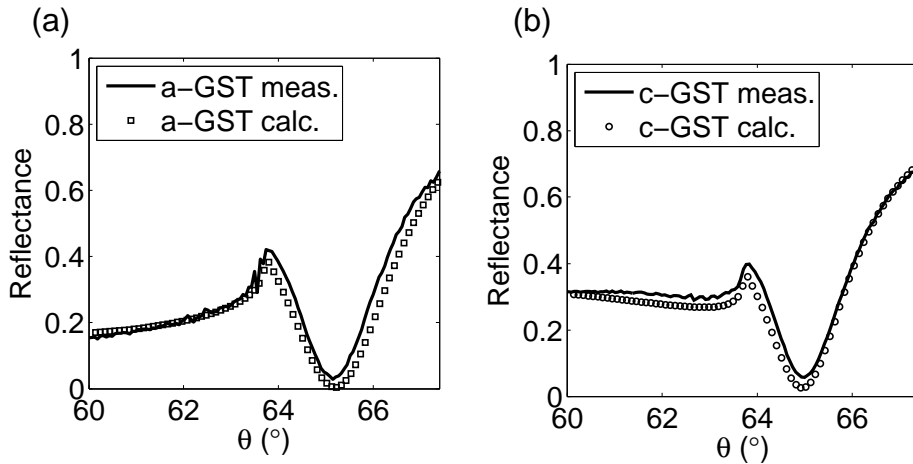 (a)
1
0.8
0.6
0.4
0.2
0
Reflectance
a-GST meas.
a-GST calc.
60 62 64 66
θ (°)
(b)
1
0.8
0.6
0.4
0.2
0
Reflectance
c-GST meas.
c-GST calc.
60 62 64 66
θ (°)